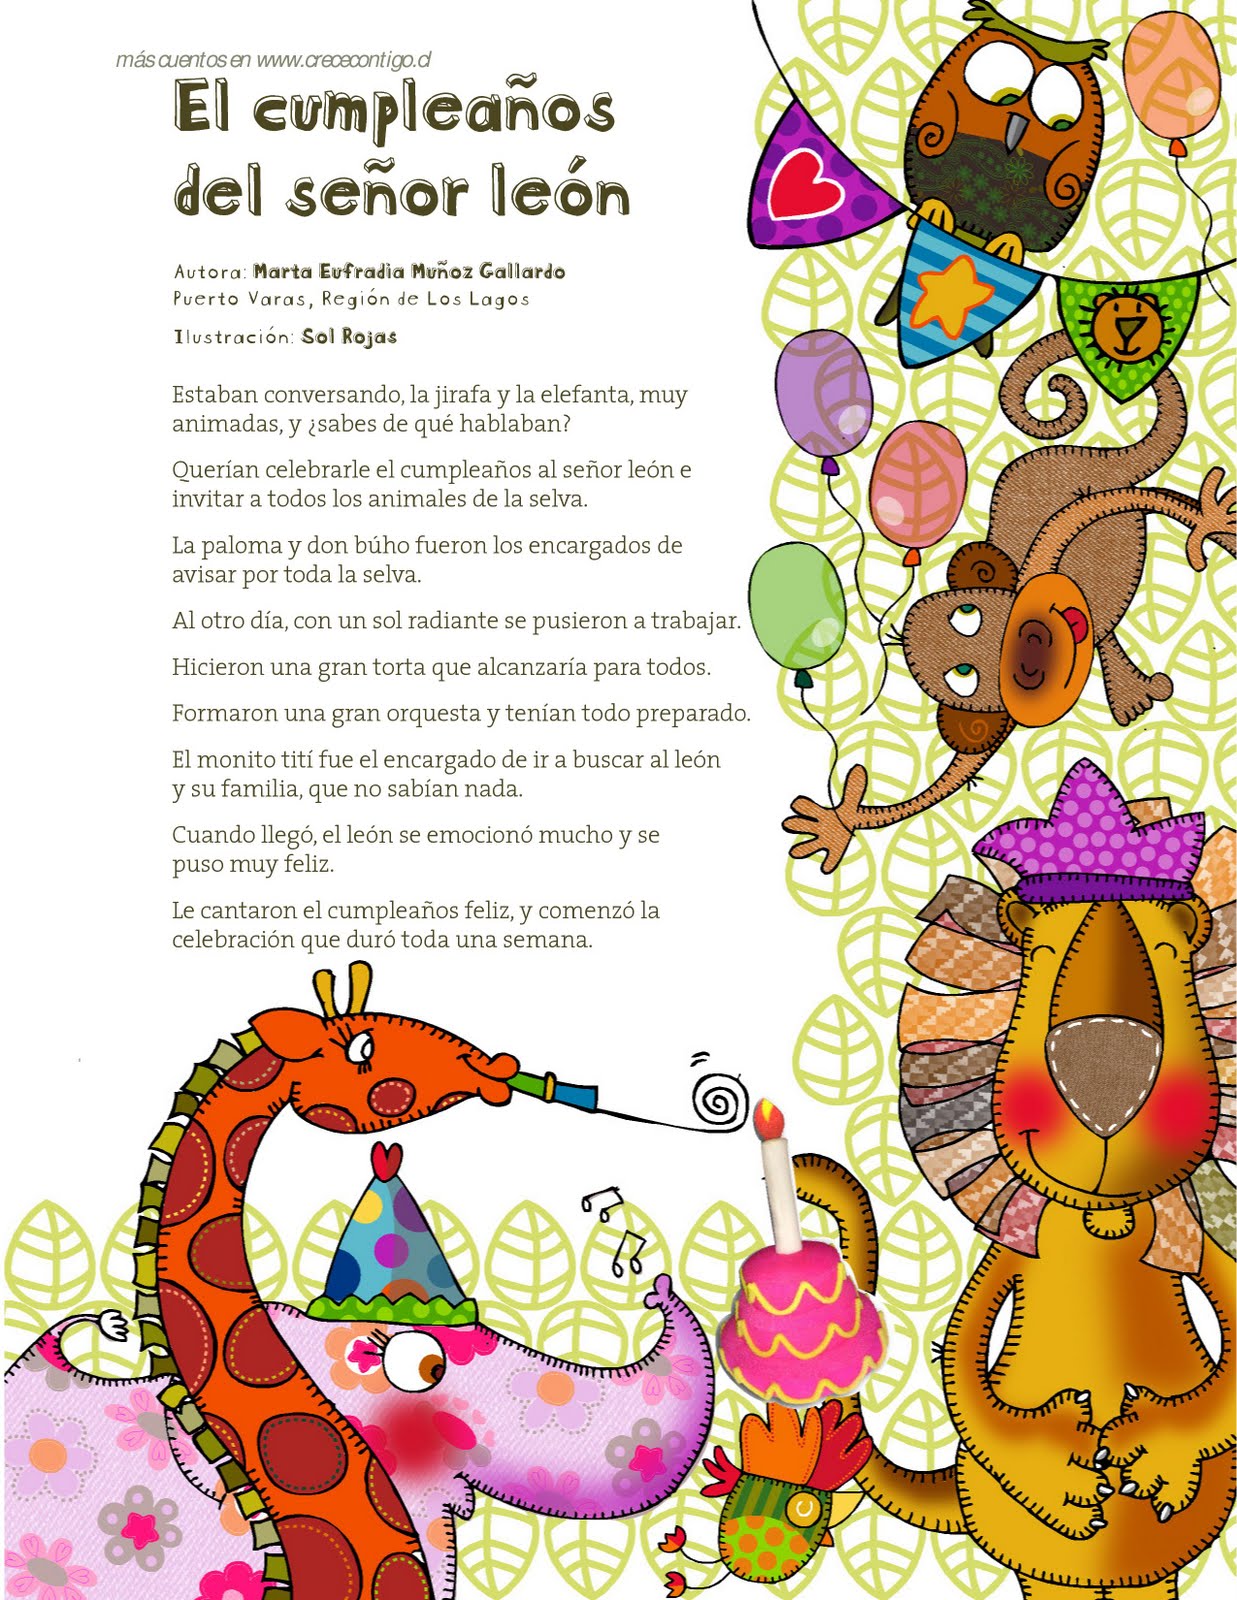 más cuentos en www.crececontigo.cl
El cumpleaños
del señor león
Autora: Marta Eufradia Muñoz Gallardo
Puerto Varas, Región de Los Lagos
Ilustración: Sol Rojas
Estaban conversando, la jirafa y la elefanta, muy
animadas, y ¿sabes de qué hablaban?
Querían celebrarle el cumpleaños al señor león e
invitar a todos los animales de la selva.
La paloma y don búho fueron los encargados de
avisar por toda la selva.
Al otro día, con un sol radiante se pusieron a trabajar.
Hicieron una gran torta que alcanzaría para todos.
Formaron una gran orquesta y tenían todo preparado.
El monito tití fue el encargado de ir a buscar al león
y su familia, que no sabían nada.
Cuando llegó, el león se emocionó mucho y se
puso muy feliz.
Le cantaron el cumpleaños feliz, y comenzó la
celebración que duró toda una semana.